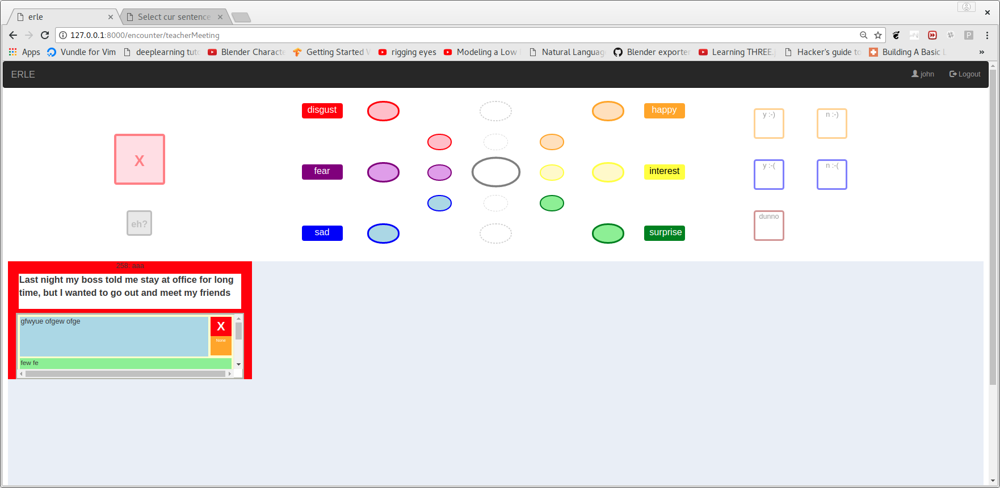 erle
Select cur sentence
127.0.0.1:8000/encounter/teacherMeeting
Apps
Vundle for Vim
deeplearning tuto
Blender Characte
Getting Started
rigging eyes
Modeling a Low
Natural Languag
Blender exporter
Learning THREE.
Hacker's guide to
Building A Basic
»
P
ERLE
john
Logout
disgust
happy
y :-)
n :-)
X
fear
interest
y :-(
n :-(
eh?
dunno
sad
surprise
258: aaa
Last night my boss told me stay at office for long
time, but I wanted to go out and meet my friends
gfwyue ofgew ofge
X
None
few fe